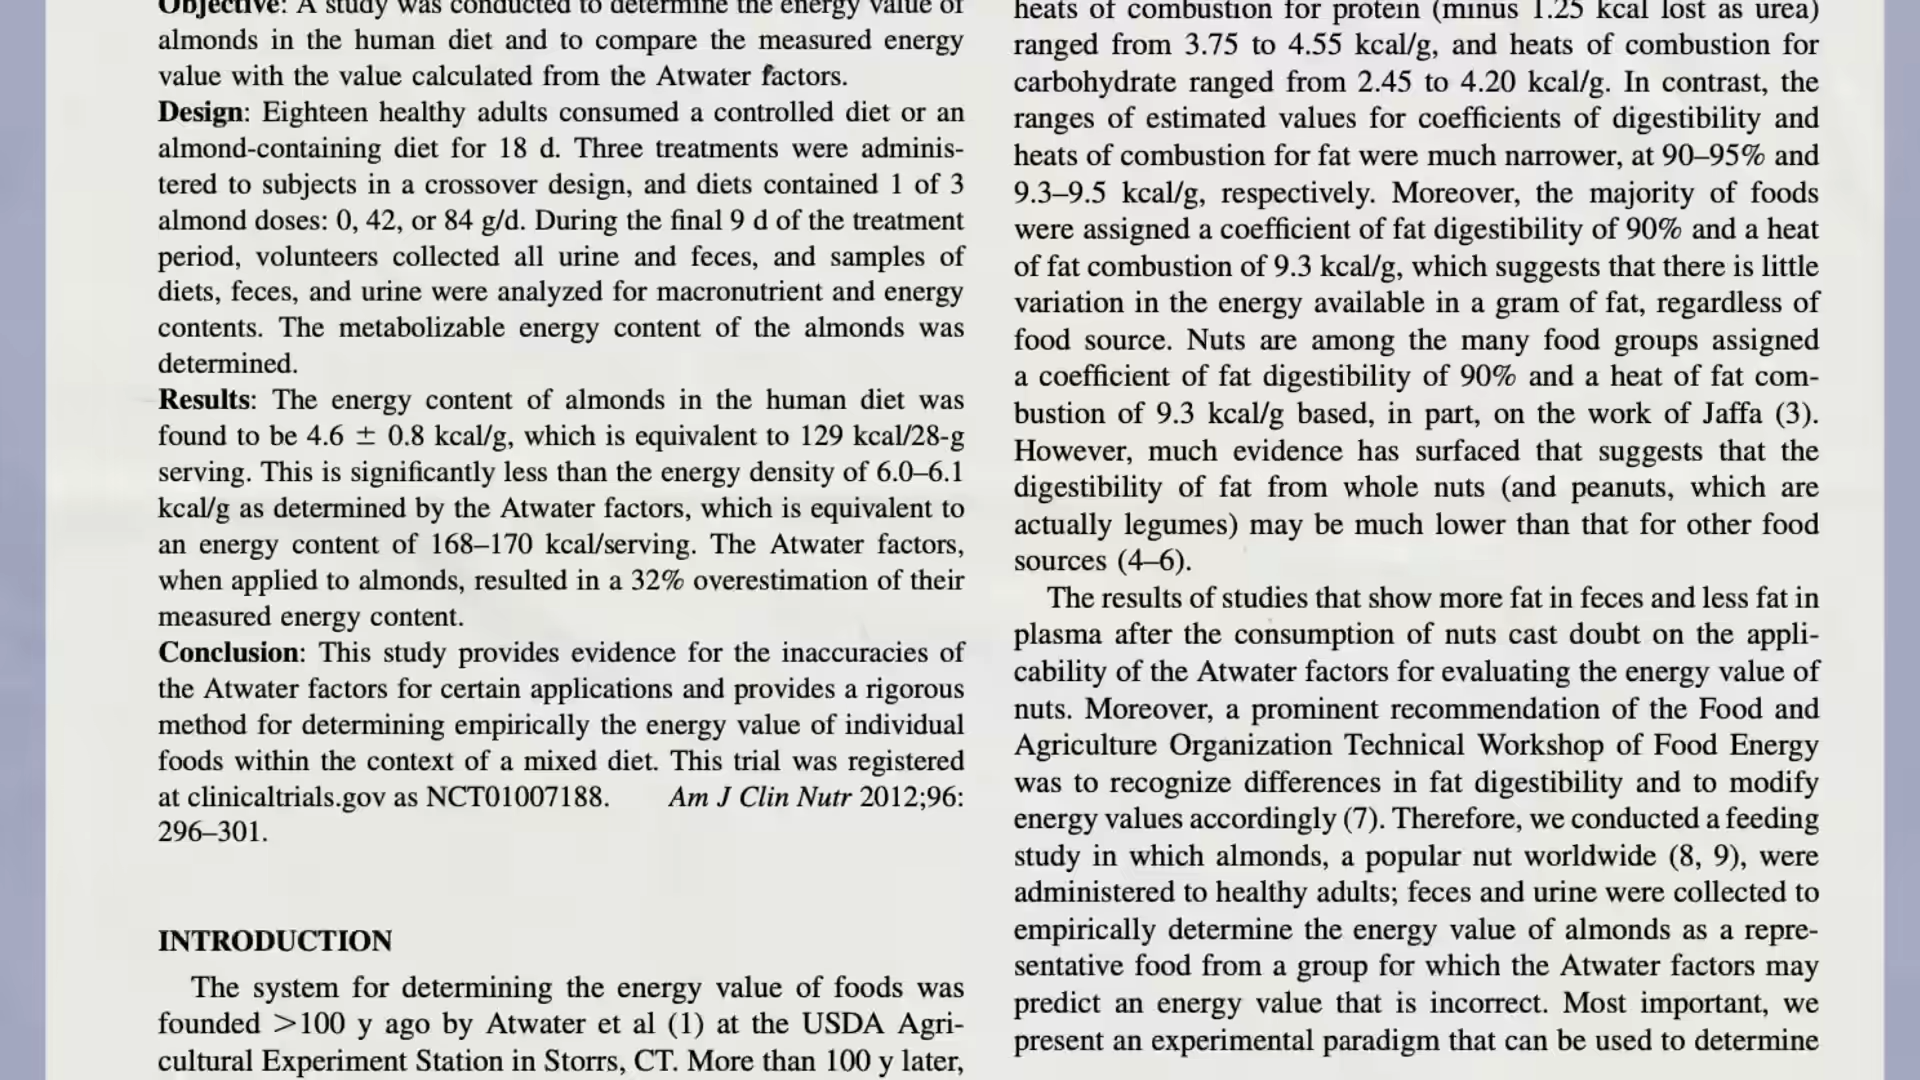 Objective: A study was conducted to determine the energy value of
almonds in the human diet and to compare the measured energy
value with the value calculated from the Atwater factors.
Design: Eighteen healthy adults consumed a controlled diet or an
almond-containing diet for 18 d. Three treatments were adminis-
tered to subjects in a crossover design, and diets contained 1 of 3
almond doses: 0, 42, or 84 g/d. During the final 9 d of the treatment
period, volunteers collected all urine and feces, and samples of
diets, feces, and urine were analyzed for macronutrient and energy
contents. The metabolizable energy content of the almonds was
determined.
Results: The energy content of almonds in the human diet was
found to be 4.6 ± 0.8 kcal/g, which is equivalent to 129 kcal/28-g
serving. This is significantly less than the energy density of 6.0–6.1
kcal/g as determined by the Atwater factors, which is equivalent to
an energy content of 168–170 kcal/serving. The Atwater factors,
when applied to almonds, resulted in a 32% overestimation of their
measured energy content.
Conclusion: This study provides evidence for the inaccuracies of
the Atwater factors for certain applications and provides a rigorous
method for determining empirically the energy value of individual
foods within the context of a mixed diet. This trial was registered
at clinicaltrials.gov as NCT01007188. Am J Clin Nutr 2012;96:
296–301.
INTRODUCTION
The system for determining the energy value of foods was
founded >100 y ago by Atwater et al (1) at the USDA Agri-
cultural Experiment Station in Storrs, CT. More than 100 y later,
heats of combustion for protein (minus 1.25 kcal lost as urea)
ranged from 3.75 to 4.55 kcal/g, and heats of combustion for
carbohydrate ranged from 2.45 to 4.20 kcal/g. In contrast, the
ranges of estimated values for coefficients of digestibility and
heats of combustion for fat were much narrower, at 90–95% and
9.3–9.5 kcal/g, respectively. Moreover, the majority of foods
were assigned a coefficient of fat digestibility of 90% and a heat
of fat combustion of 9.3 kcal/g, which suggests that there is little
variation in the energy available in a gram of fat, regardless of
food source. Nuts are among the many food groups assigned
a coefficient of fat digestibility of 90% and a heat of fat com-
bustion of 9.3 kcal/g based, in part, on the work of Jaffa (3).
However, much evidence has surfaced that suggests that the
digestibility of fat from whole nuts (and peanuts, which are
actually legumes) may be much lower than that for other food
sources (4–6).
The results of studies that show more fat in feces and less fat in
plasma after the consumption of nuts cast doubt on the appli-
cability of the Atwater factors for evaluating the energy value of
nuts. Moreover, a prominent recommendation of the Food and
Agriculture Organization Technical Workshop of Food Energy
was to recognize differences in fat digestibility and to modify
energy values accordingly (7). Therefore, we conducted a feeding
study in which almonds, a popular nut worldwide (8, 9), were
administered to healthy adults; feces and urine were collected to
empirically determine the energy value of almonds as a repre-
sentative food from a group for which the Atwater factors may
predict an energy value that is incorrect. Most important, we
present an experimental paradigm that can be used to determine